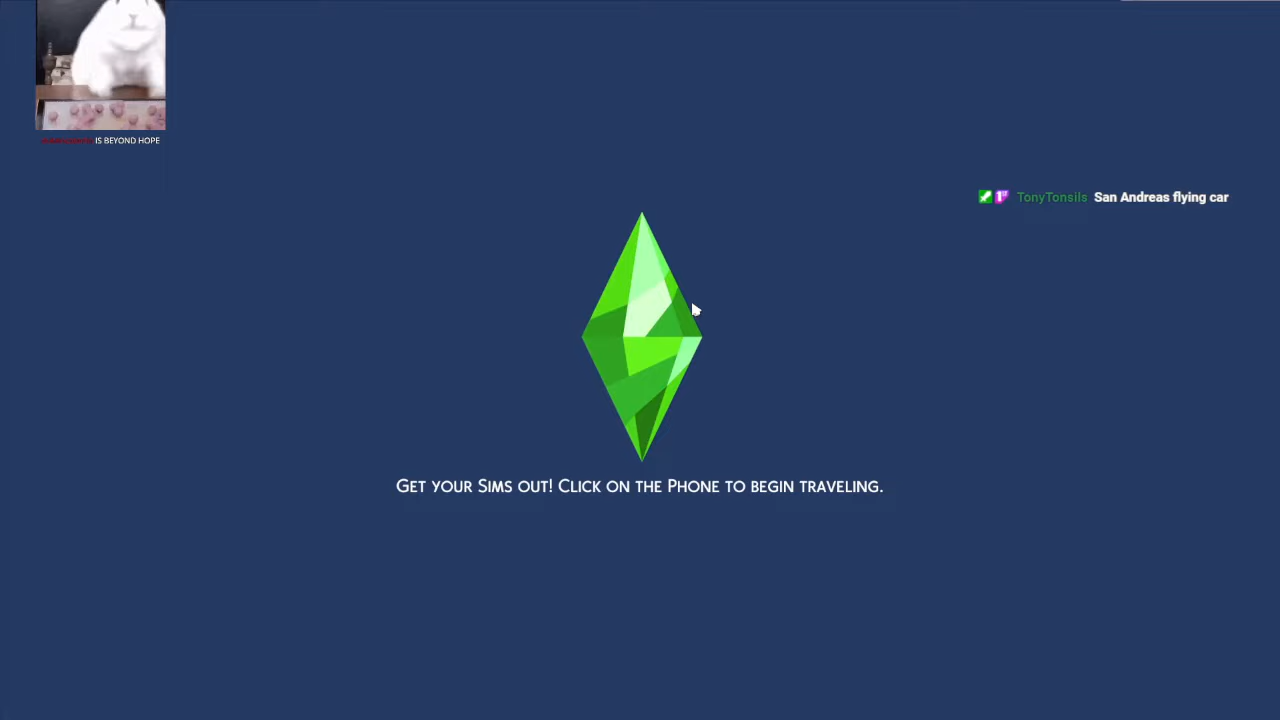 IS BEYOND HOPE
TonyTonsils San Andreas flying car
GET YOUR SIMS OUT! CLICK ON THE PHONE TO BEGIN TRAVELING.